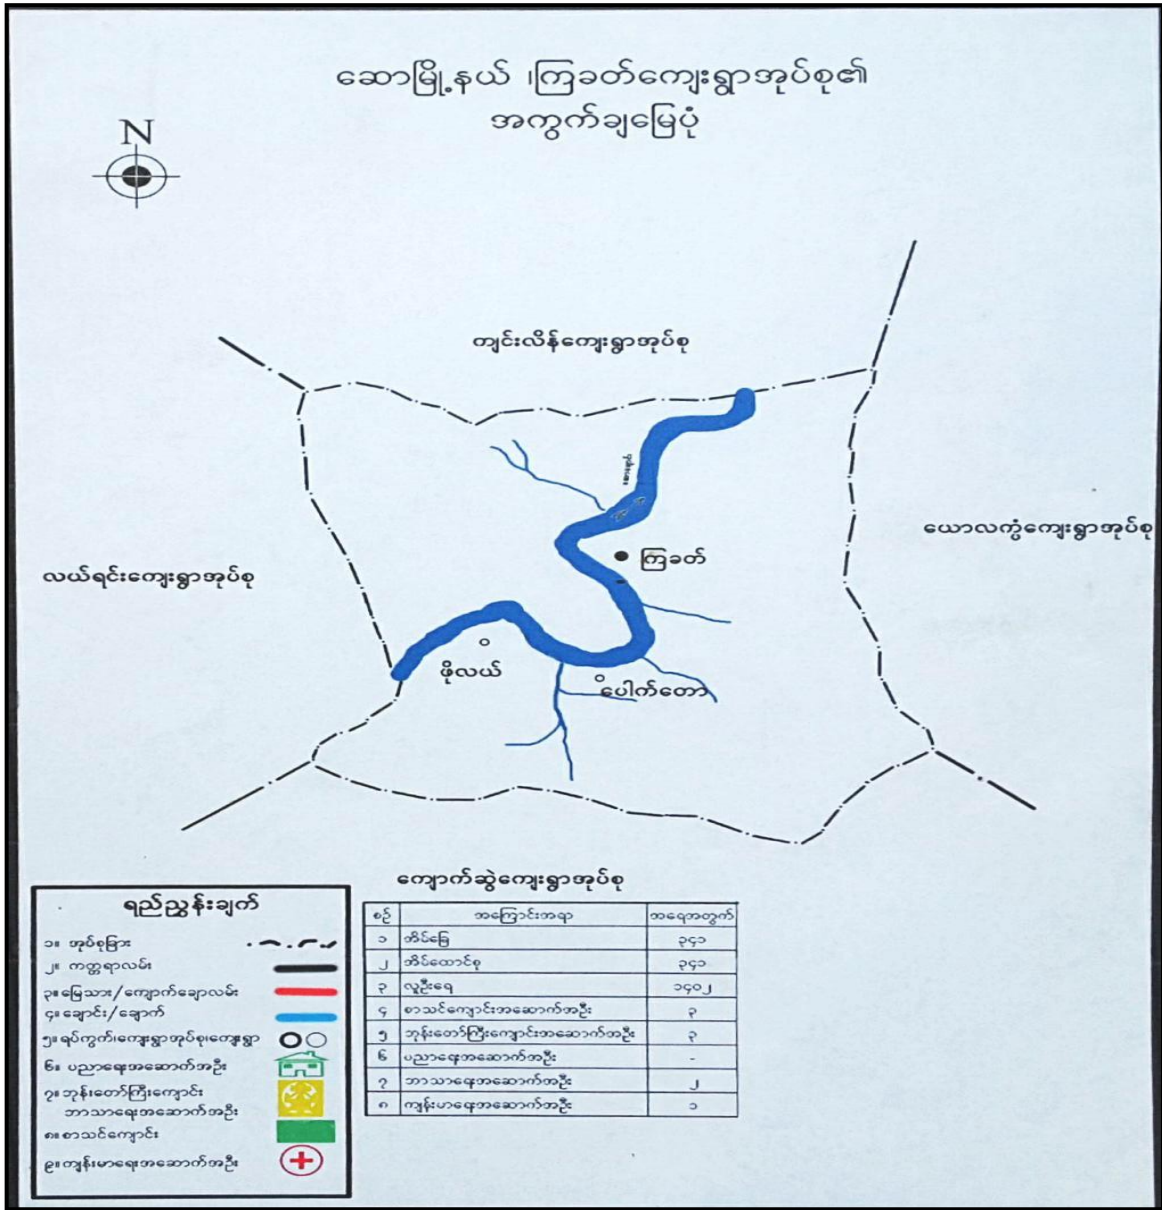 ဆောမြို့နယ် ၊ကြခတ်ကျေးရွာအုပ်စု၏
အကွက်ချမြေပုံ
N
ကျင်းလိန်ကျေးရွာအုပ်စု
ယောလက္ပံကျေးရွာအုပ်စု
ကြခတ်
လယ်ရင်းကျေးရွာအုပ်စု
ဖိုလယ်
ပေါက်တော
ကျောက်ဆွဲကျေးရွာအုပ်စု
ရည်ညွှန်းချက်
၁။ အုပ်စုခြား
၂။ ကတ္တရာလမ်း
၃။မြေသား/ကျောက်ချောလမ်း
၄။ချောင်း/ချောက်
၅။ရပ်ကွက်၊ကျေးရွာအုပ်စု၊ကျေးရွာ
၆။ ပညာရေးအဆောက်အဦး
၇။ဘုန်းတော်ကြီးကျောင်း
ဘာသာရေးအဆောက်အဦး
၈။စာသင်ကျောင်း
၉။ကျန်းမာရေးအဆောက်အဦး
စဉ် အကြောင်းအရာ အရေအတွက်
၁ အိမ်ခြေ ၃၄၁
၂ အိမ်ထောင်စု ၃၄၁
၃ လူဦးရေ ၁၄၀၂
၄ စာသင်ကျောင်းအဆောက်အဦး ၃
၅ ဘုန်းတော်ကြီးကျောင်းအဆောက်အဦး ၃
၆ ပညာရေးအဆောက်အဦး -
၇ ဘာသာရေးအဆောက်အဦး ၂
၈ ကျန်းမာရေးအဆောက်အဦး ၁